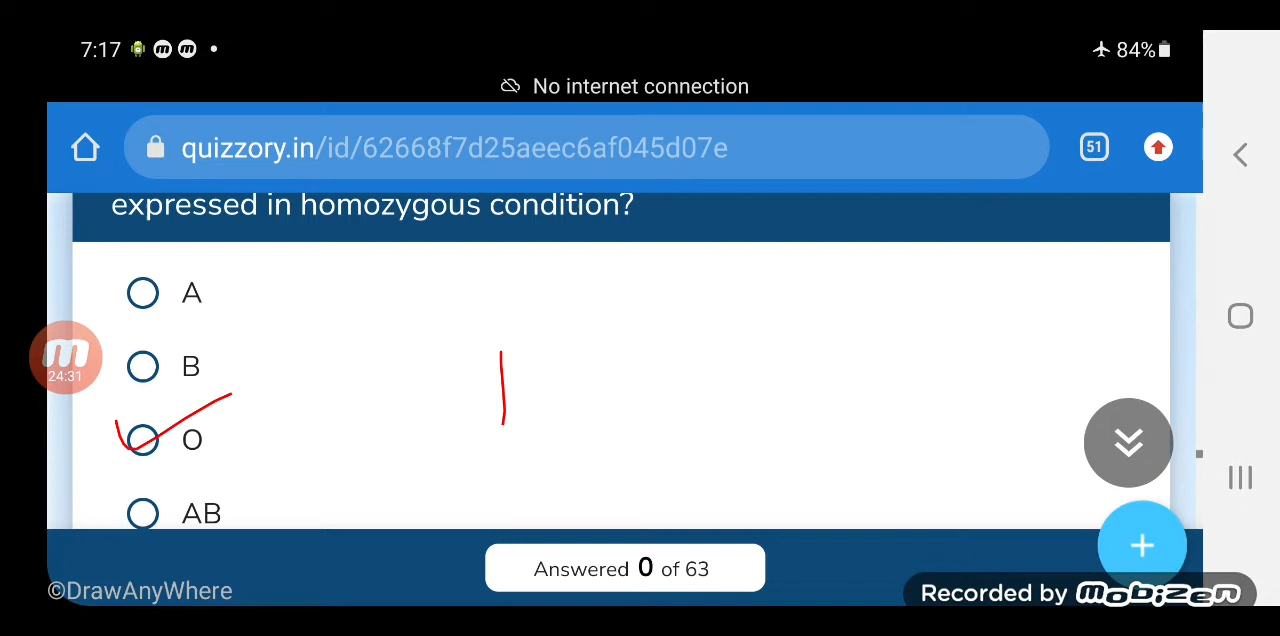 7:17
84%
No internet connection
quizzory.in/id/62668f7d25aeec6af045d07e
51
expressed in homozygous condition?
A
B
24:31
O
AB
Answered 0 of 63
©DrawAnyWhere
Recorded by MOBIZEN